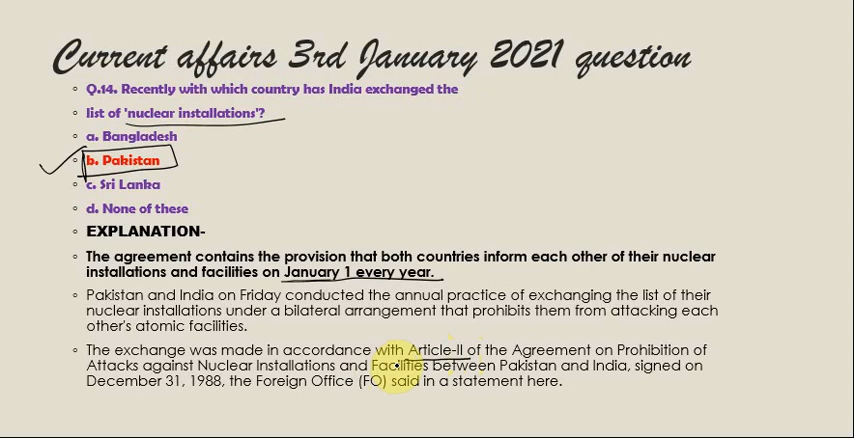 Current affairs 3rd January 2021 question
Q.14. Recently with which country has India exchanged the
list of 'nuclear installations'?
a. Bangladesh
b. Pakistan
c. Sri Lanka
d. None of these
EXPLANATION-
The agreement contains the provision that both countries inform each other of their nuclear
installations and facilities on January 1 every year.
Pakistan and India on Friday conducted the annual practice of exchanging the list of their
nuclear installations under a bilateral arrangement that prohibits them from attacking each
other's atomic facilities.
The exchange was made in accordance with Article-II of the Agreement on Prohibition of
Attacks against Nuclear Installations and Facilities between Pakistan and India, signed on
December 31, 1988, the Foreign Office (FO) said in a statement here.